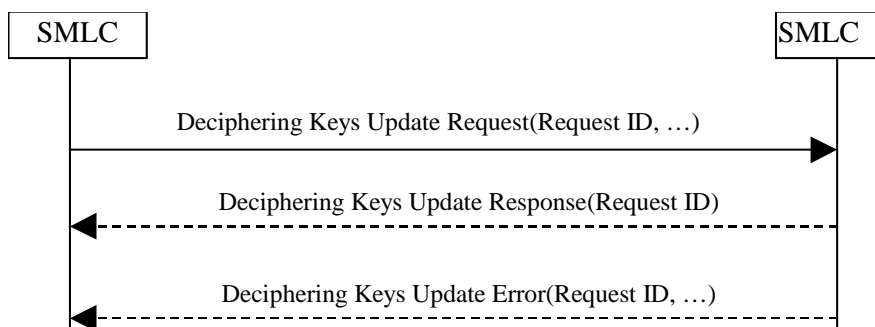 SMLC
SMLC
Deciphering Keys Update Request(Request ID, …)
Deciphering Keys Update Response(Request ID)
Deciphering Keys Update Error(Request ID, …)